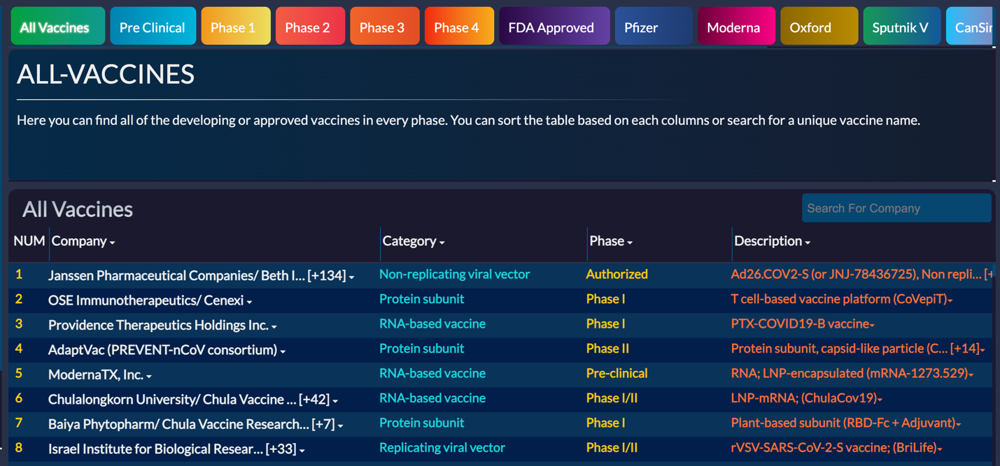 All Vaccines Pre Clinical Phase 1 Phase 2 Phase 3 Phase 4 FDA Approved Pfizer Moderna Oxford Sputnik V
ALL-VACCINES
Here you can find all of the developing or approved vaccines in every phase. You can sort the table based on each columns or search for a unique vaccine name.
All Vaccines Search For Company
NUM Company Category Phase Description
1 Janssen Pharmaceutical Companies/ Beth I... [+134] Non-replicating viral vector Authorized Ad26.COV2-S (or JNJ-78436725), Non repli... [+
2 OSE Immunotherapeutics/ Cenexi Protein subunit Phase I T cell-based vaccine platform (CoVepiT)
3 Providence Therapeutics Holdings Inc. RNA-based vaccine Phase I PTX-COVID19-B vaccine
4 AdaptVac (PREVENT-nCoV consortium) Protein subunit Phase II Protein subunit, capsid-like particle (C... [+14]
5 ModernaTX, Inc. RNA-based vaccine Pre-clinical RNA; LNP-encapsulated (mRNA-1273.529)
6 Chulalongkorn University/ Chula Vaccine ... [+42] RNA-based vaccine Phase I/II LNP-mRNA; (ChulaCov19)
7 Baiya Phytopharm/ Chula Vaccine Research... [+7] Protein subunit Phase I Plant-based subunit (RBD-Fc + Adjuvant)
8 Israel Institute for Biological Resear... [+33] Replicating viral vector Phase I/II rVSV-SARS-CoV-2-S vaccine; (BriLife)